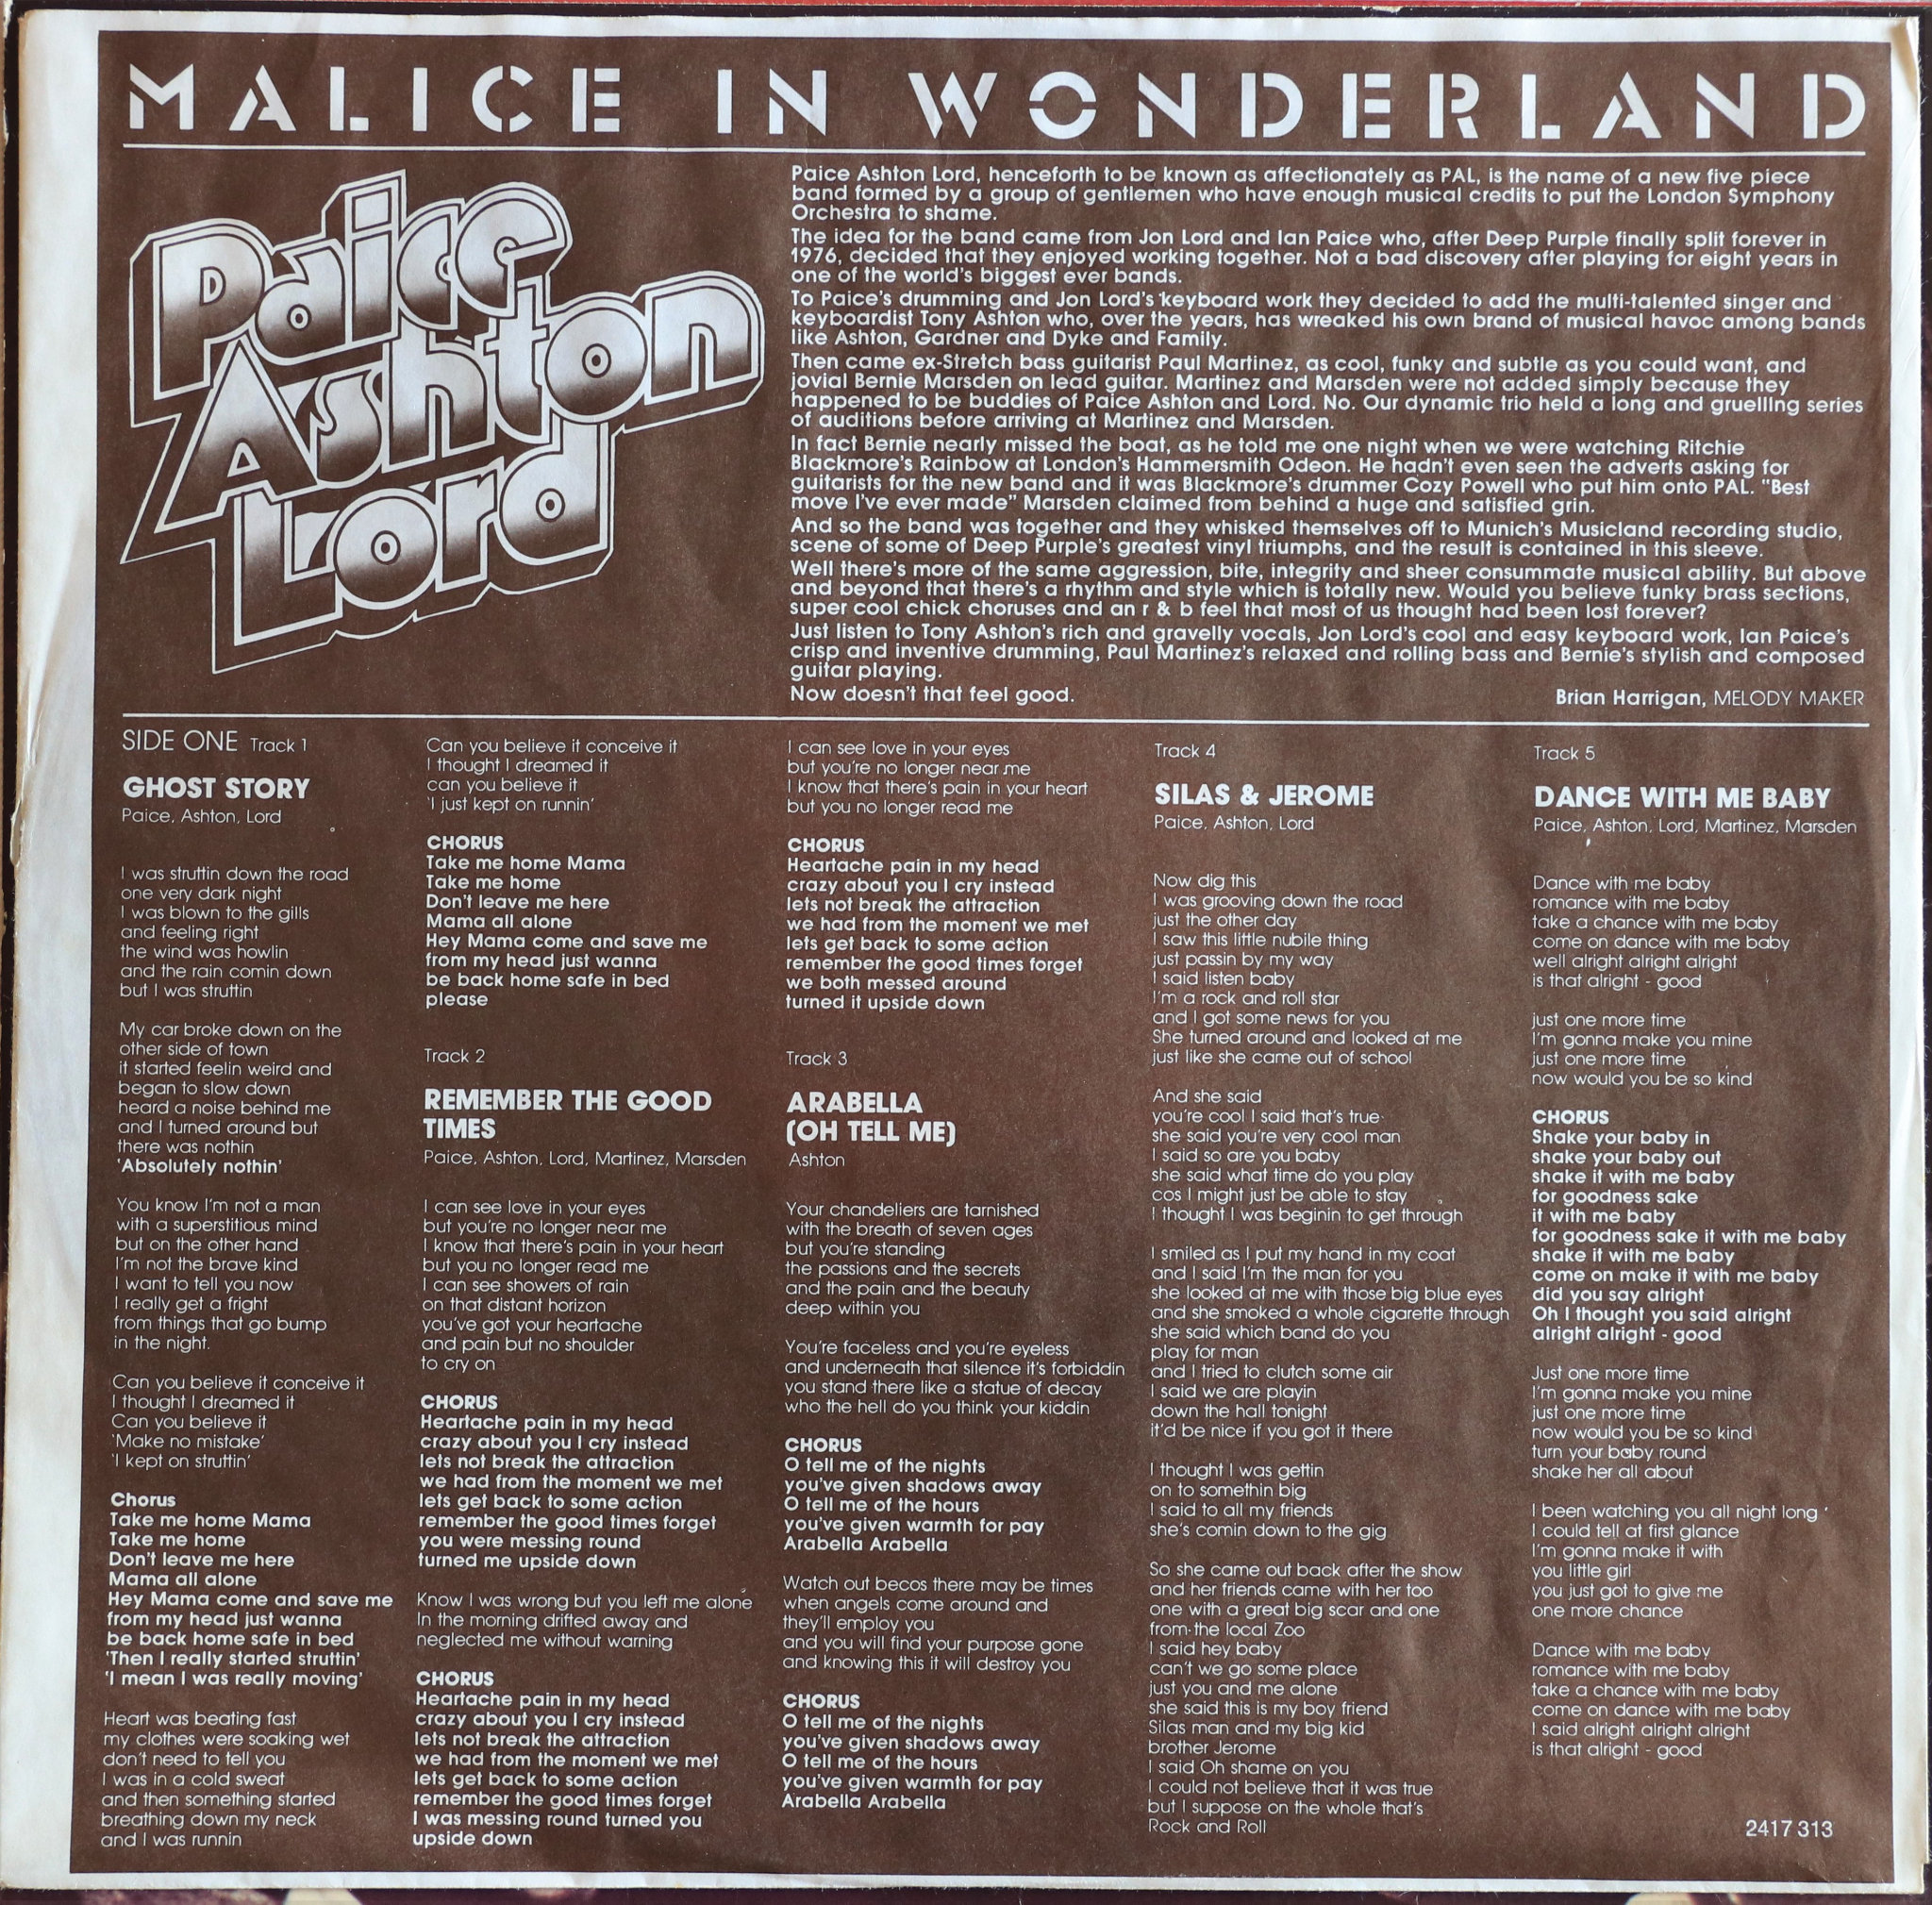 MALICE IN WONDERLAND
Paice
Ashton
Lord
Paice Ashton Lord, henceforth to be known as affectionately as PAL, is the name of a new five piece
band formed by a group of gentlemen who have enough musical credits to put the London Symphony
Orchestra to shame.
The idea for the band came from Jon Lord and Ian Paice who, after Deep Purple finally split forever in
1976, decided that they enjoyed working together. Not a bad discovery after playing for eight years in
one of the world's biggest ever bands.
To Paice's drumming and Jon Lord's keyboard work they decided to add the multi-talented singer and
keyboardist Tony Ashton who, over the years, has wreaked his own brand of musical havoc among bands
like Ashton, Gardner and Dyke and Family.
Then came ex-Stretch bass guitarist Paul Martinez, as cool, funky and subtle as you could want, and
jovial Bernie Marsden on lead guitar. Martinez and Marsden were not added simply because they
happened to be buddies of Paice Ashton and Lord. No. Our dynamic trio held a long and gruelling series
of auditions before arriving at Martinez and Marsden.
In fact Bernie nearly missed the boat, as he told me one night when we were watching Ritchie
Blackmore's Rainbow at London's Hammersmith Odeon. He hadn't even seen the adverts asking for
guitarists for the new band and it was Blackmore's drummer Cozy Powell who put him onto PAL. "Best
move I've ever made" Marsden claimed from behind a huge and satisfied grin.
And so the band was together and they whisked themselves off to Munich's Musicland recording studio,
scene of some of Deep Purple's greatest vinyl triumphs, and the result is contained in this sleeve.
Well there's more of the same aggression, bite, integrity and sheer consummate musical ability. But above
and beyond that there's a rhythm and style which is totally new. Would you believe funky brass sections,
super cool chick choruses and an r & b feel that most of us thought had been lost forever?
Just listen to Tony Ashton's rich and gravelly vocals, Jon Lord's cool and easy keyboard work, Ian Paice's
crisp and inventive drumming, Paul Martinez's relaxed and rolling bass and Bernie's stylish and composed
guitar playing.
Now doesn't that feel good.
Brian Harrigan, MELODY MAKER
SIDE ONE Track 1
GHOST STORY
Paice, Ashton, Lord
I was struttin down the road
one very dark night
I was blown to the gills
and feeling right
the wind was howlin
and the rain comin down
but I was struttin
My car broke down on the
other side of town
it started feelin weird and
began to slow down
heard a noise behind me
and I turned around but
there was nothin
'Absolutely nothin'
You know I'm not a man
with a superstitious mind
but on the other hand
I'm not the brave kind
I want to tell you now
I really get a fright
from things that go bump
in the night.
Can you believe it conceive it
I thought I dreamed it
Can you believe it
'Make no mistake'
'I kept on struttin'
Chorus
Take me home Mama
Take me home
Don't leave me here
Mama all alone
Hey Mama come and save me
from my head just wanna
be back home safe in bed
'Then I really started struttin'
'I mean I was really moving'
Heart was beating fast
my clothes were soaking wet
don't need to tell you
I was in a cold sweat
and then something started
breathing down my neck
and I was runnin
Can you believe it conceive it
I thought I dreamed it
can you believe it
'I just kept on runnin'
CHORUS
Take me home Mama
Take me home
Don't leave me here
Mama all alone
Hey Mama come and save me
from my head just wanna
be back home safe in bed
please
Track 2
REMEMBER THE GOOD
TIMES
Paice, Ashton, Lord, Martinez, Marsden
I can see love in your eyes
but you're no longer near me
I know that there's pain in your heart
but you no longer read me
I can see showers of rain
on that distant horizon
you've got your heartache
and pain but no shoulder
to cry on
CHORUS
Heartache pain in my head
crazy about you I cry instead
lets not break the attraction
we had from the moment we met
lets get back to some action
remember the good times forget
you were messing round
turned me upside down
Know I was wrong but you left me alone
In the morning drifted away and
neglected me without warning
CHORUS
Heartache pain in my head
crazy about you I cry instead
lets not break the attraction
we had from the moment we met
lets get back to some action
remember the good times forget
I was messing round turned you
upside down
I can see love in your eyes
but you're no longer near me
I know that there's pain in your heart
but you no longer read me
CHORUS
Heartache pain in my head
crazy about you I cry instead
lets not break the attraction
we had from the moment we met
lets get back to some action
remember the good times forget
we both messed around
turned it upside down
Track 3
ARABELLA
(OH TELL ME)
Ashton
Your chandeliers are tarnished
with the breath of seven ages
but you're standing
the passions and the secrets
and the pain and the beauty
deep within you
You're faceless and you're eyeless
and underneath that silence it's forbiddin
you stand there like a statue of decay
who the hell do you think your kiddin
CHORUS
O tell me of the nights
you've given shadows away
O tell me of the hours
you've given warmth for pay
Arabella Arabella
Watch out becos there may be times
when angels come around and
they'll employ you
and you will find your purpose gone
and knowing this it will destroy you
CHORUS
O tell me of the nights
you've given shadows away
O tell me of the hours
you've given warmth for pay
Arabella Arabella
Track 4
SILAS & JEROME
Paice, Ashton, Lord
Now dig this
I was grooving down the road
just the other day
I saw this little nubile thing
just passin by my way
I said listen baby
I'm a rock and roll star
and I got some news for you
She turned around and looked at me
just like she came out of school
And she said
you're cool I said that's true
she said you're very cool man
I said so are you baby
she said what time do you play
cos I might just be able to stay
I thought I was beginin to get through
I smiled as I put my hand in my coat
and I said I'm the man for you
she looked at me with those big blue eyes
and she smoked a whole cigarette through
she said which band do you
play for man
and I tried to clutch some air
I said we are playin
down the hall tonight
it'd be nice if you got it there
I thought I was gettin
on to somethin big
I said to all my friends
she's comin down to the gig
So she came out back after the show
and her friends came with her too
one with a great big scar and one
from the local Zoo
I said hey baby
can't we go some place
just you and me alone
she said this is my boy friend
Silas man and my big kid
brother Jerome
I said Oh shame on you
I could not believe that it was true
but I suppose on the whole that's
Rock and Roll
Track 5
DANCE WITH ME BABY
Paice, Ashton, Lord, Martinez, Marsden
Dance with me baby
romance with me baby
take a chance with me baby
come on dance with me baby
well alright alright alright
is that alright - good
just one more time
I'm gonna make you mine
just one more time
now would you be so kind
CHORUS
Shake your baby in
shake your baby out
shake it with me baby
for goodness sake
it with me baby
for goodness sake it with me baby
shake it with me baby
come on make it with me baby
did you say alright
Oh I thought you said alright
alright alright - good
Just one more time
I'm gonna make you mine
just one more time
now would you be so kind
turn your baby round
shake her all about
I been watching you all night long
I could tell at first glance
I'm gonna make it with
you little girl
you just got to give me
one more chance
Dance with me baby
romance with me baby
take a chance with me baby
come on dance with me baby
I said alright alright alright
is that alright - good
2417 313